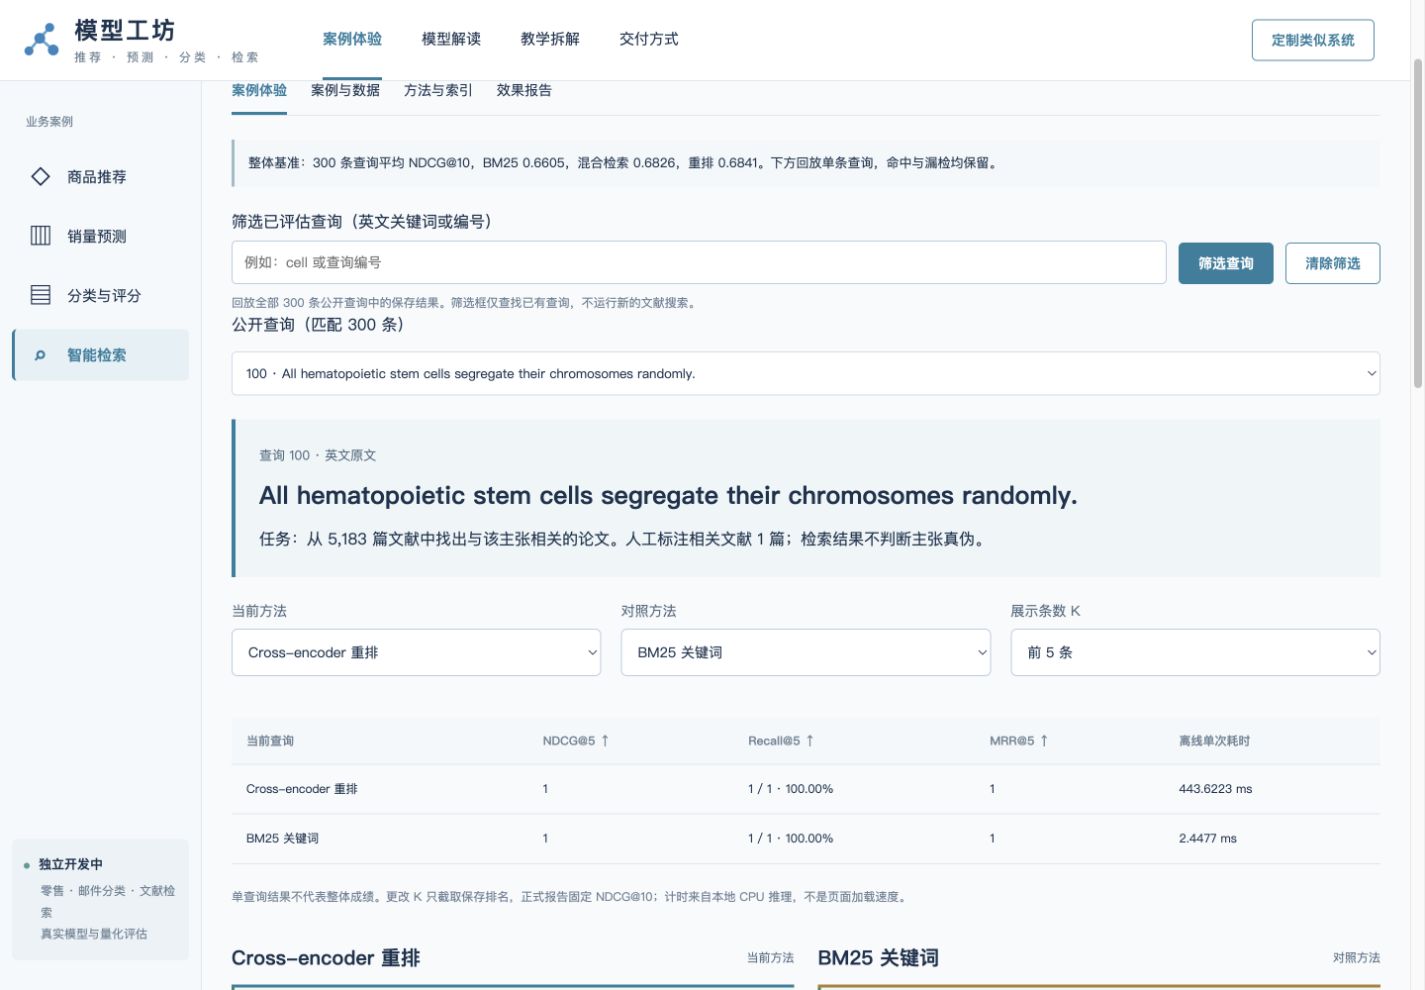 模型工坊
推荐 · 预测 · 分类 · 检索
案例体验
模型解读
教学拆解
交付方式
定制类似系统
业务案例
商品推荐
销量预测
分类与评分
智能检索
独立开发中
零售 · 邮件分类 · 文献检
索
真实模型与量化评估
案例体验
案例与数据
方法与索引
效果报告
整体基准：300 条查询平均 NDCG@10，BM25 0.6605，混合检索 0.6826，重排 0.6841。下方回放单条查询，命中与漏检均保留。
筛选已评估查询（英文关键词或编号）
例如：cell 或查询编号
筛选查询
清除筛选
回放全部 300 条公开查询中的保存结果。筛选框仅查找已有查询，不运行新的文献搜索。
公开查询（匹配 300 条）
100 · All hematopoietic stem cells segregate their chromosomes randomly.
查询 100 · 英文原文
All hematopoietic stem cells segregate their chromosomes randomly.
任务：从 5,183 篇文献中找出与该主张相关的论文。人工标注相关文献 1 篇；检索结果不判断主张真伪。
当前方法
对照方法
展示条数 K
Cross-encoder 重排
BM25 关键词
前 5 条
当前查询 NDCG@5 ↑ Recall@5 ↑ MRR@5 ↑ 离线单次耗时
Cross-encoder 重排 1 1 / 1 · 100.00% 1 443.6223 ms
BM25 关键词 1 1 / 1 · 100.00% 1 2.4477 ms
单查询结果不代表整体成绩。更改 K 只截取保存排名，正式报告固定 NDCG@10；计时来自本地 CPU 推理，不是页面加载速度。
Cross-encoder 重排
当前方法
BM25 关键词
对照方法